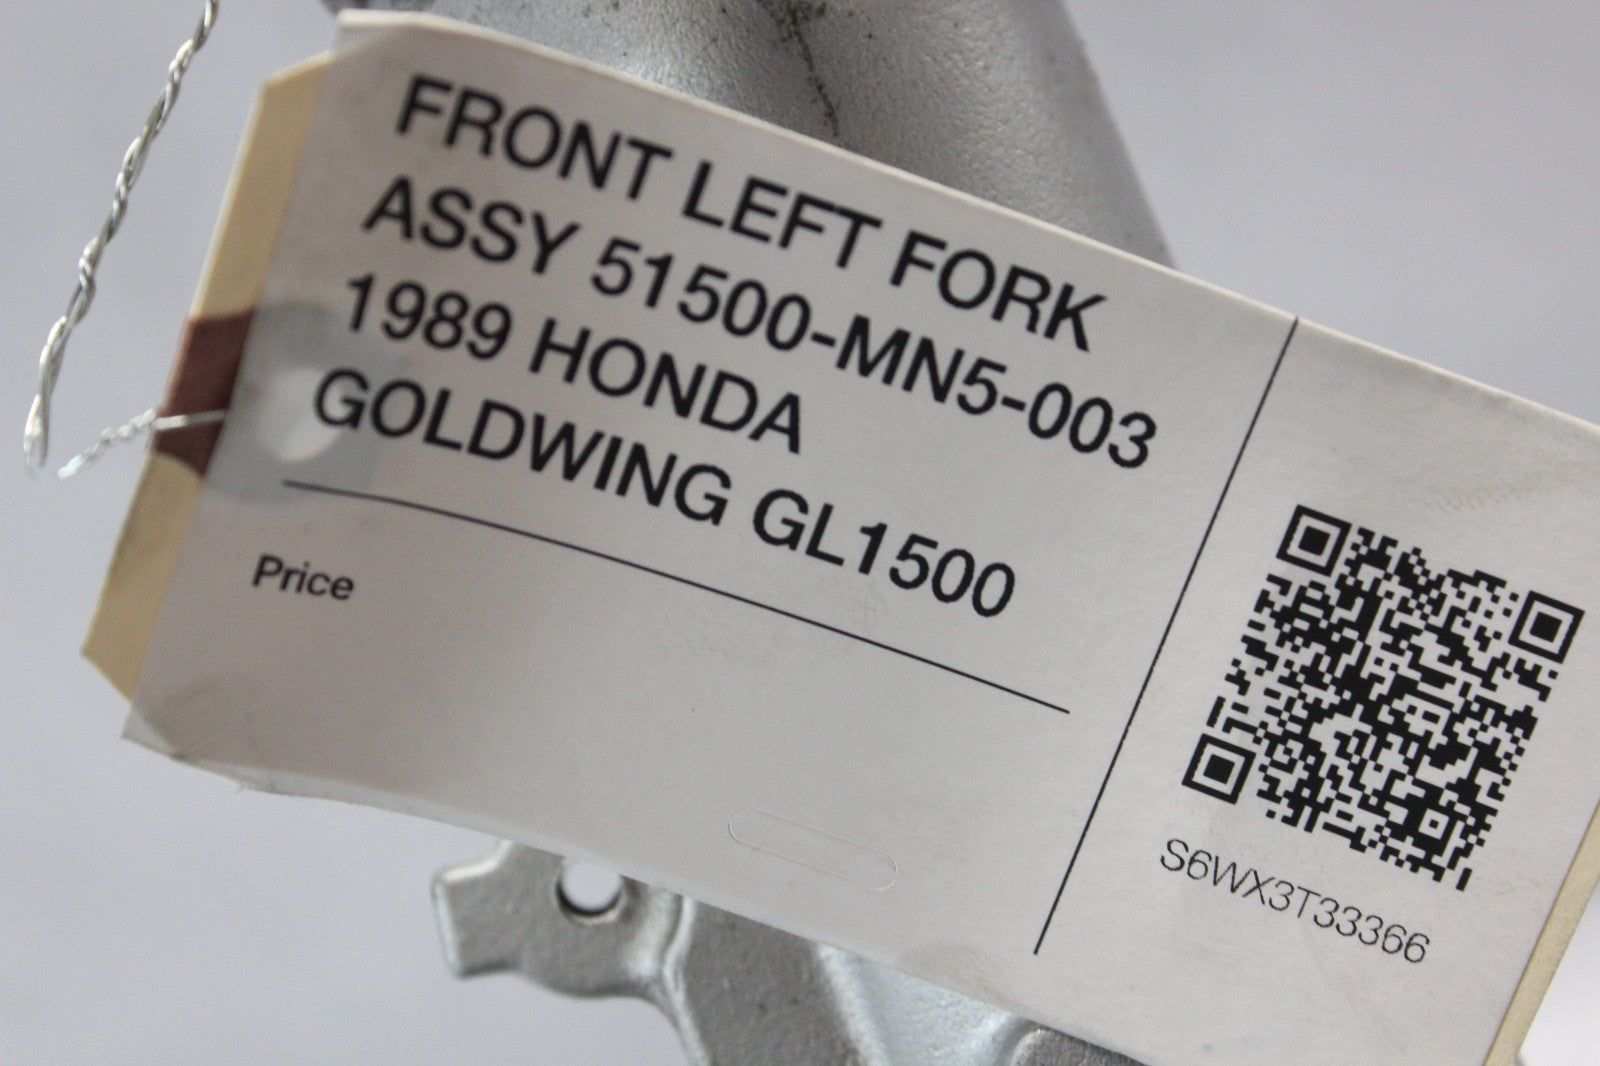 FRONT LEFT FORK
ASSY 51500-MN5-003
1989 HONDA
GOLDWING GL1500
Price
S6WX3T33366